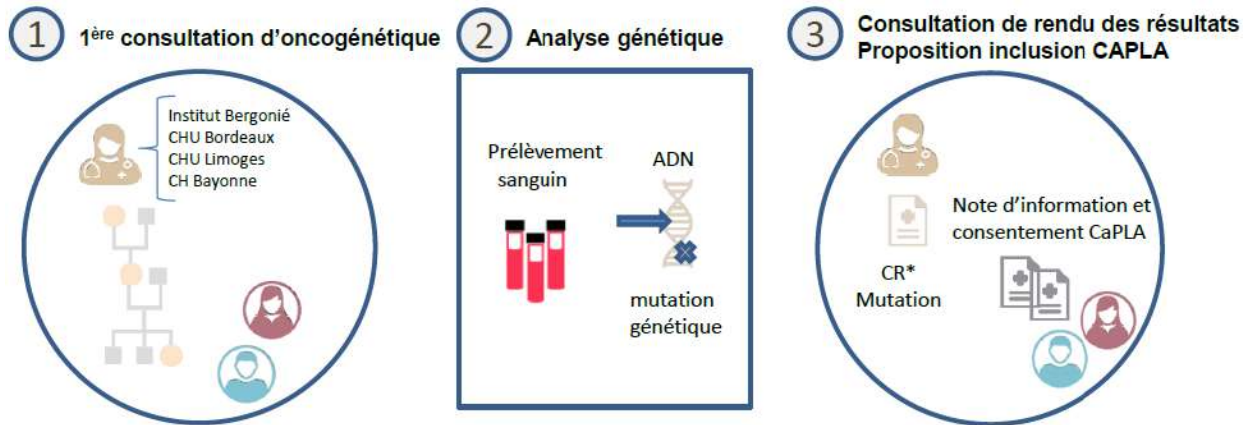 1
1ère consultation d'oncogénétique
Institut Bergonié
CHU Bordeaux
CHU Limoges
CH Bayonne
2
Analyse génétique
Prélèvement
sanguin
ADN
mutation
génétique
3
Consultation de rendu des résultats
Proposition inclusion CAPLA
Note d'information et
consentement CaPLA
CR*
Mutation